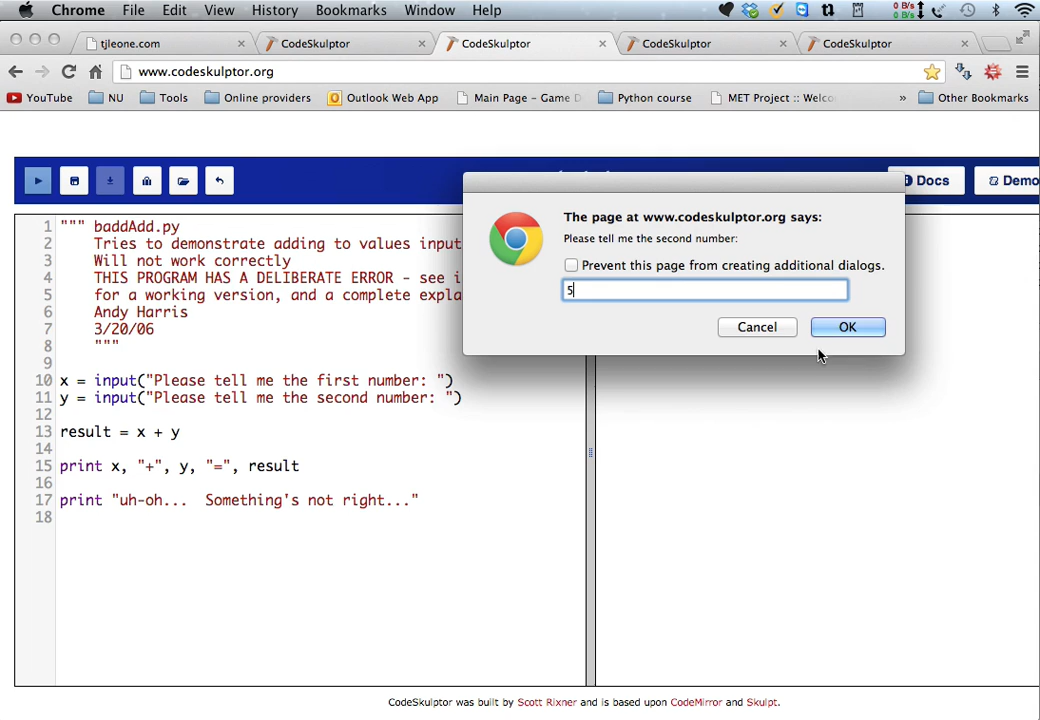 Chrome File Edit View History Bookmarks Window Help
0 B/s
0 B/s
tjleone.com CodeSkulptor CodeSkulptor CodeSkulptor CodeSkulptor
www.codeskulptor.org
YouTube NU Tools Online providers Outlook Web App Main Page - Game D Python course MET Project :: Welco » Other Bookmarks
Docs Demo
The page at www.codeskulptor.org says:
Please tell me the second number:
Prevent this page from creating additional dialogs.
5
Cancel OK
1 """ baddAdd.py
2 Tries to demonstrate adding to values input
3 Will not work correctly
4 THIS PROGRAM HAS A DELIBERATE ERROR - see i
5 for a working version, and a complete expla
6 Andy Harris
7 3/20/06
8 """
9
10 x = input("Please tell me the first number: ")
11 y = input("Please tell me the second number: ")
12
13 result = x + y
14
15 print x, "+", y, "=", result
16
17 print "uh-oh... Something's not right..."
18
CodeSkulptor was built by Scott Rixner and is based upon CodeMirror and Skulpt.